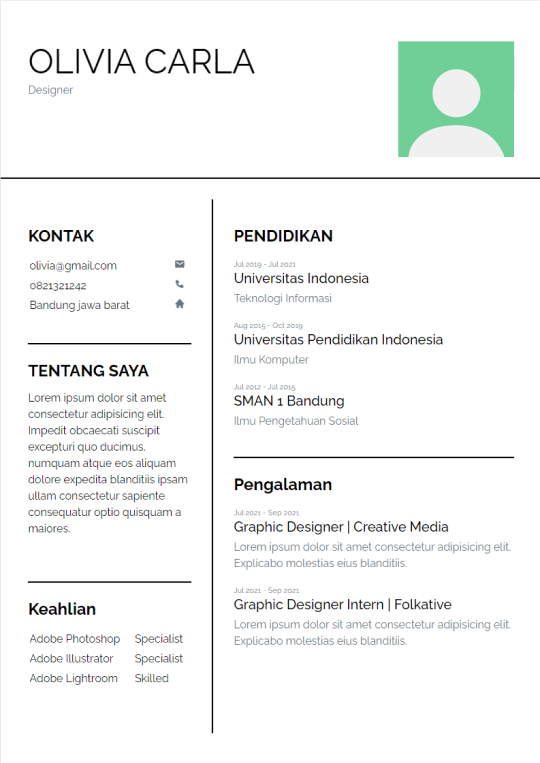 OLIVIA CARLA
Designer
KONTAK
olivia@gmail.com
0821321242
Bandung jawa barat
TENTANG SAYA
Lorem ipsum dolor sit amet
consectetur adipisicing elit.
Impedit obcaecati suscipit
excepturi quo ducimus.
numquam atque eos aliquam
dolore expedita blanditiis ipsam
ullam consectetur sapiente
consequatur optio quisquam a
maiores.
Keahlian
Adobe Photoshop Specialist
Adobe Illustrator Specialist
Adobe Lightroom Skilled
PENDIDIKAN
Jul 2019 - Jul 2021
Universitas Indonesia
Teknologi Informasi
Aug 2015 - Oct 2019
Universitas Pendidikan Indonesia
Ilmu Komputer
Jul 2012 - Jul 2015
SMAN 1 Bandung
Ilmu Pengetahuan Sosial
Pengalaman
Jul 2021 - Sep 2021
Graphic Designer | Creative Media
Lorem ipsum dolor sit amet consectetur adipisicing elit.
Explicabo molestias eius blanditiis.
Jul 2021 - Sep 2021
Graphic Designer Intern | Folkative
Lorem ipsum dolor sit amet consectetur adipisicing elit.
Explicabo molestias eius blanditiis.